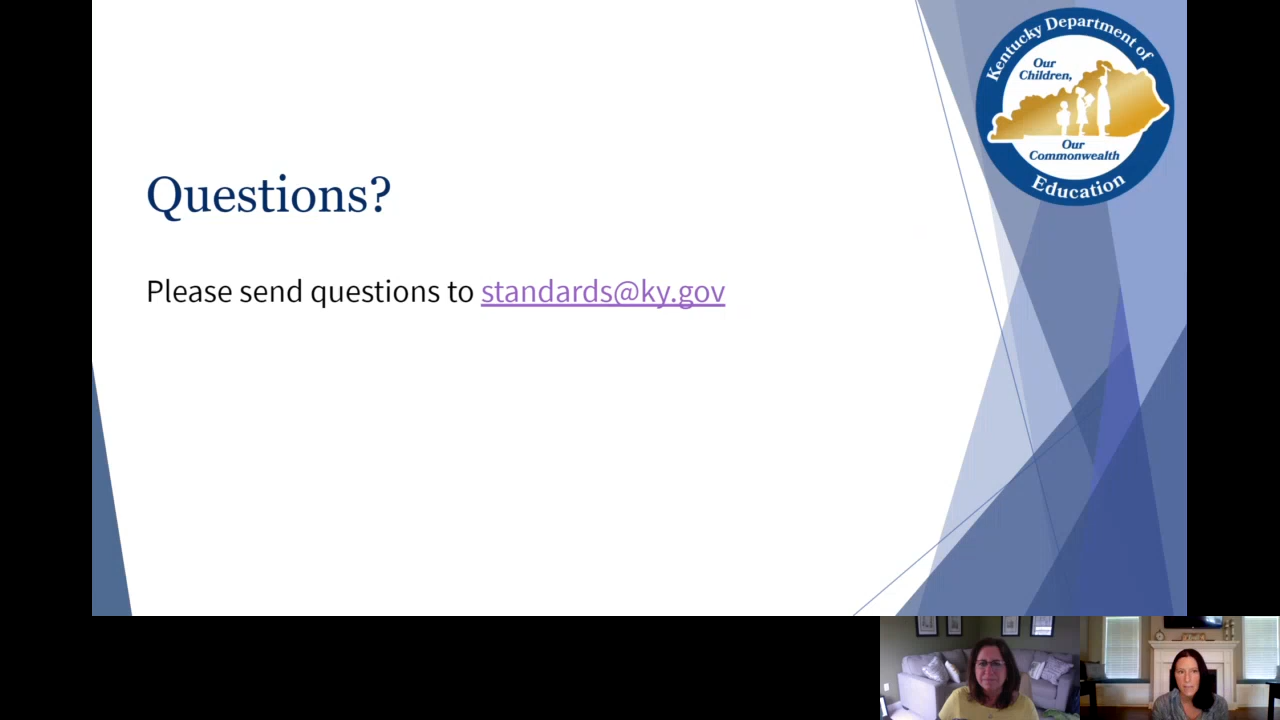 Kentucky Department of
Our
Children,
Our
Commonwealth
Education
Questions?
Please send questions to standards@ky.gov